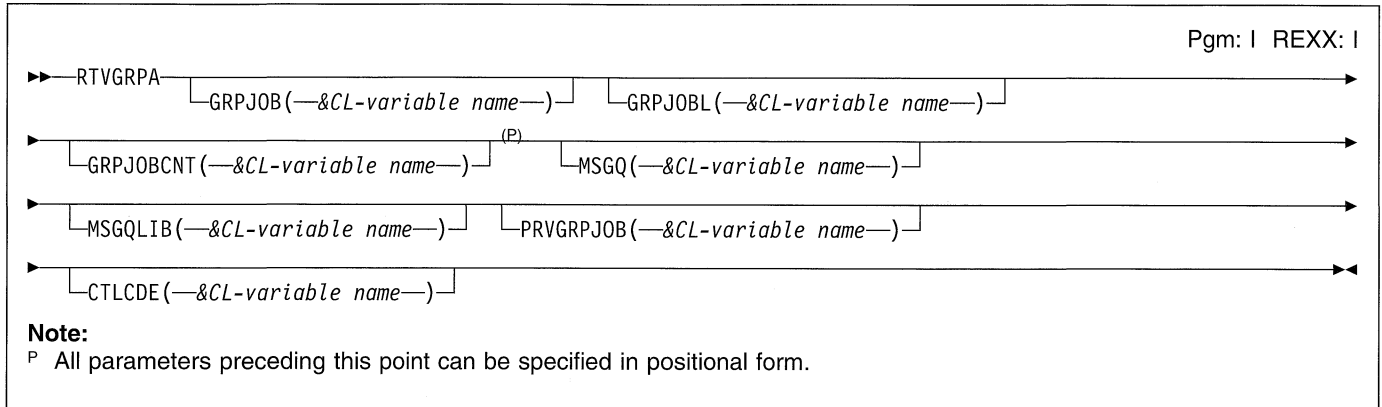 Pgm: I REXX: I
RTVGRPA
GRPJOB(—&CL-variable name—) GRPJOBL(—&CL-variable name—)
(P)
GRPJOBCNT(—&CL-variable name—) MSGQ(—&CL-variable name—)
MSGQLIB(—&CL-variable name—) PRVGRPJOB(—&CL-variable name—)
CTLCDE(—&CL-variable name—)
Note:
P All parameters preceding this point can be specified in positional form.